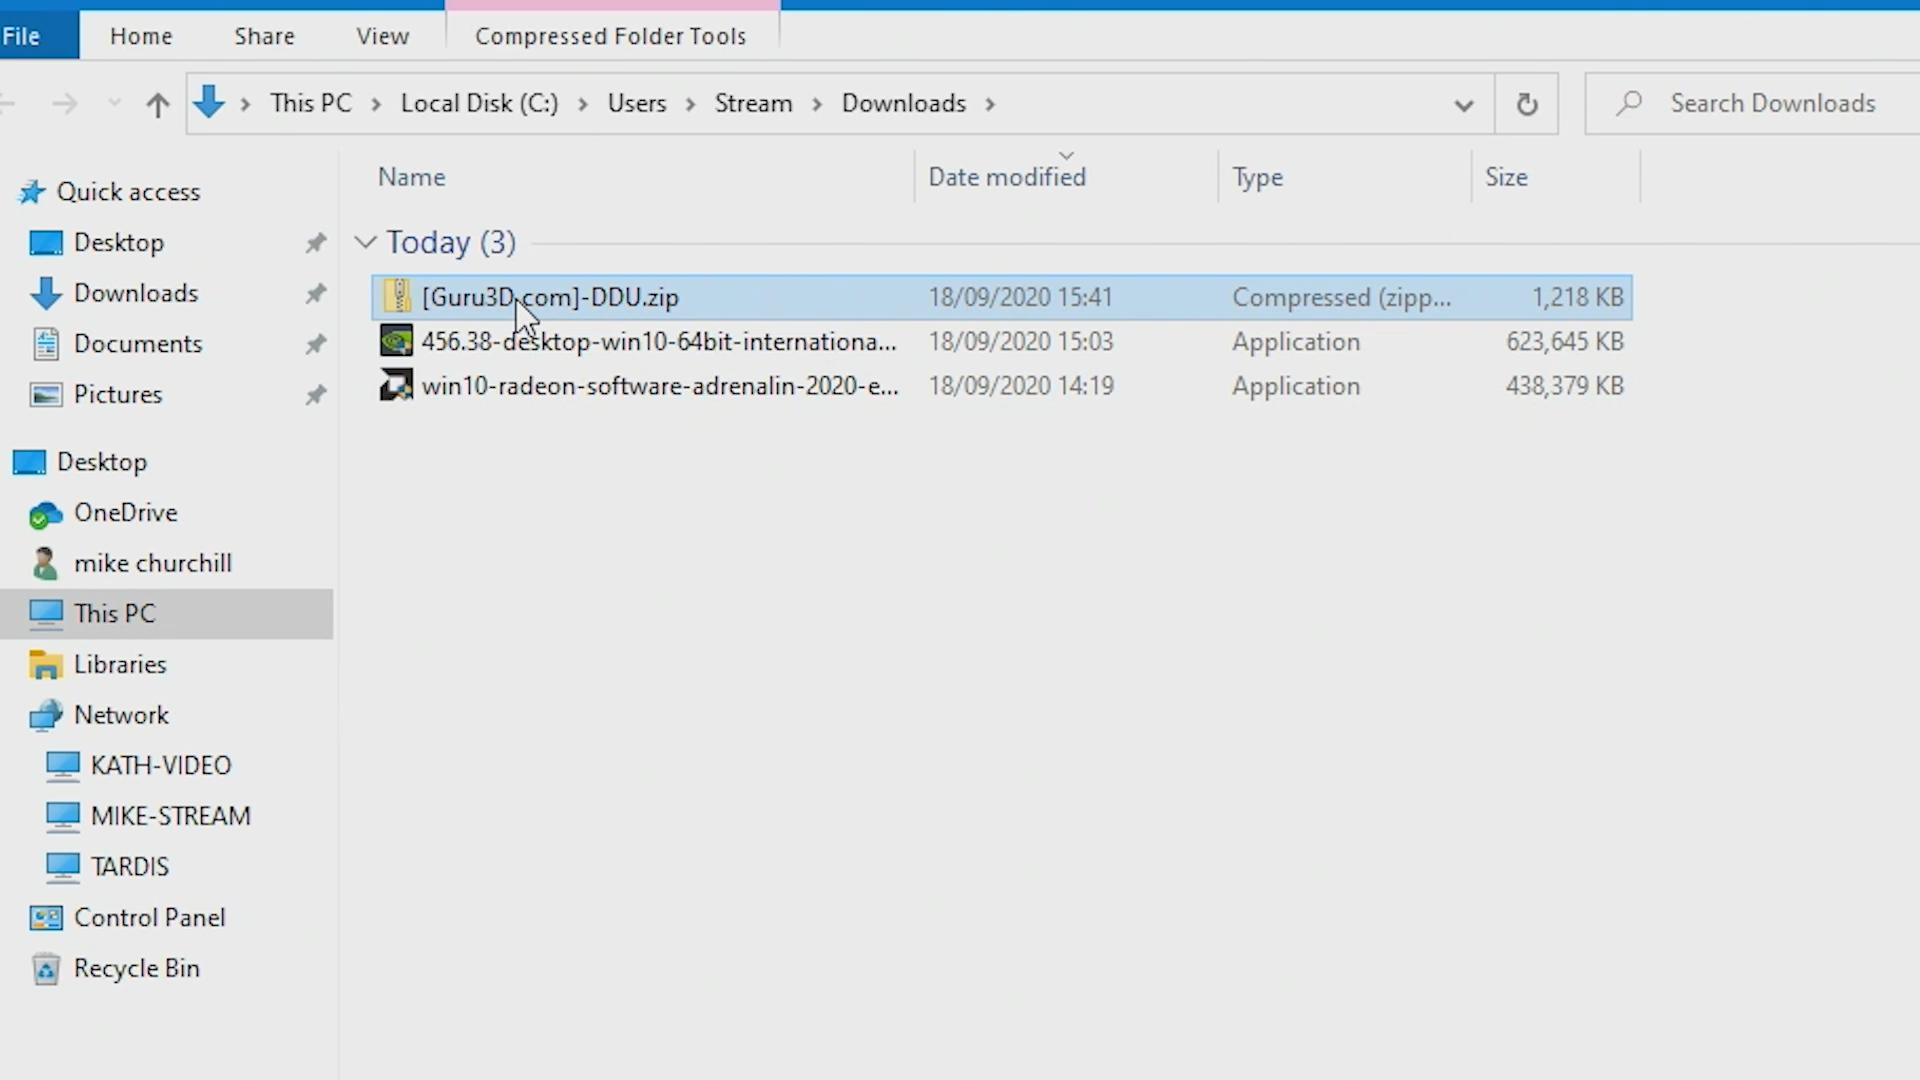 File Home Share View Compressed Folder Tools
This PC Local Disk (C:) Users Stream Downloads Search Downloads
Name Date modified Type Size
Quick access
Desktop
Downloads
Documents
Pictures
Desktop
OneDrive
mike churchill
This PC
Libraries
Network
KATH-VIDEO
MIKE-STREAM
TARDIS
Control Panel
Recycle Bin
Today (3)
[Guru3D.com]-DDU.zip 18/09/2020 15:41 Compressed (zipp... 1,218 KB
456.38-desktop-win10-64bit-internationa... 18/09/2020 15:03 Application 623,645 KB
win10-radeon-software-adrenalin-2020-e... 18/09/2020 14:19 Application 438,379 KB